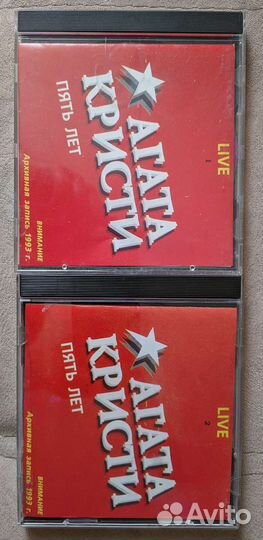 LIVE
1
АГАТА
КРИСТИ
ПЯТЬ ЛЕТ
ВНИМАНИЕ
Архивная запись 1993 г.
LIVE
2
АГАТА
КРИСТИ
ПЯТЬ ЛЕТ
ВНИМАНИЕ
Архивная запись 1993 г.
Avito